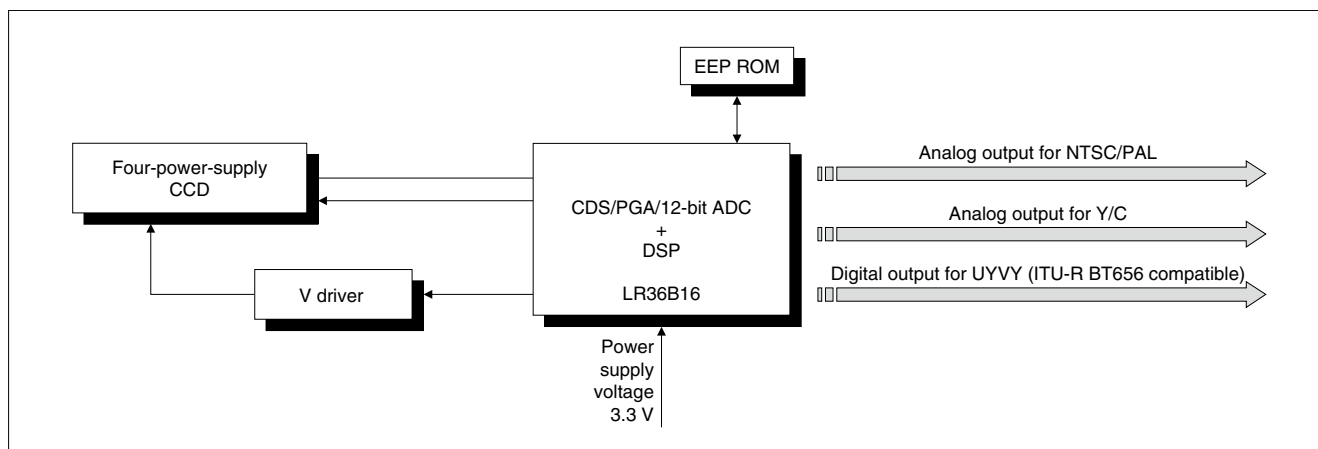 EEP ROM
Four-power-supply
CCD
CDS/PGA/12-bit ADC
+
DSP
LR36B16
V driver
Power
supply
voltage
3.3 V
Analog output for NTSC/PAL
Analog output for Y/C
Digital output for UYVY (ITU-R BT656 compatible)